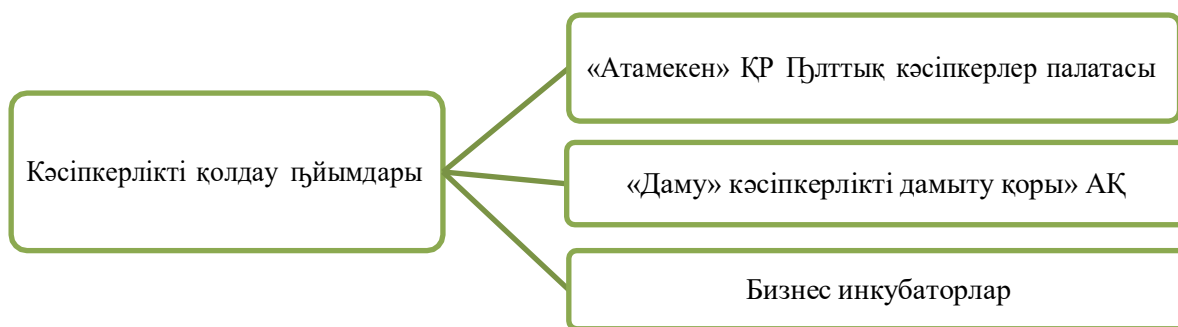 «Атамекен» ҚР Ҧлттық кәсіпкерлер палатасы
Кәсіпкерлікті қолдау ҧйымдары
«Даму» кәсіпкерлікті дамыту қоры» АҚ
Бизнес инкубаторлар